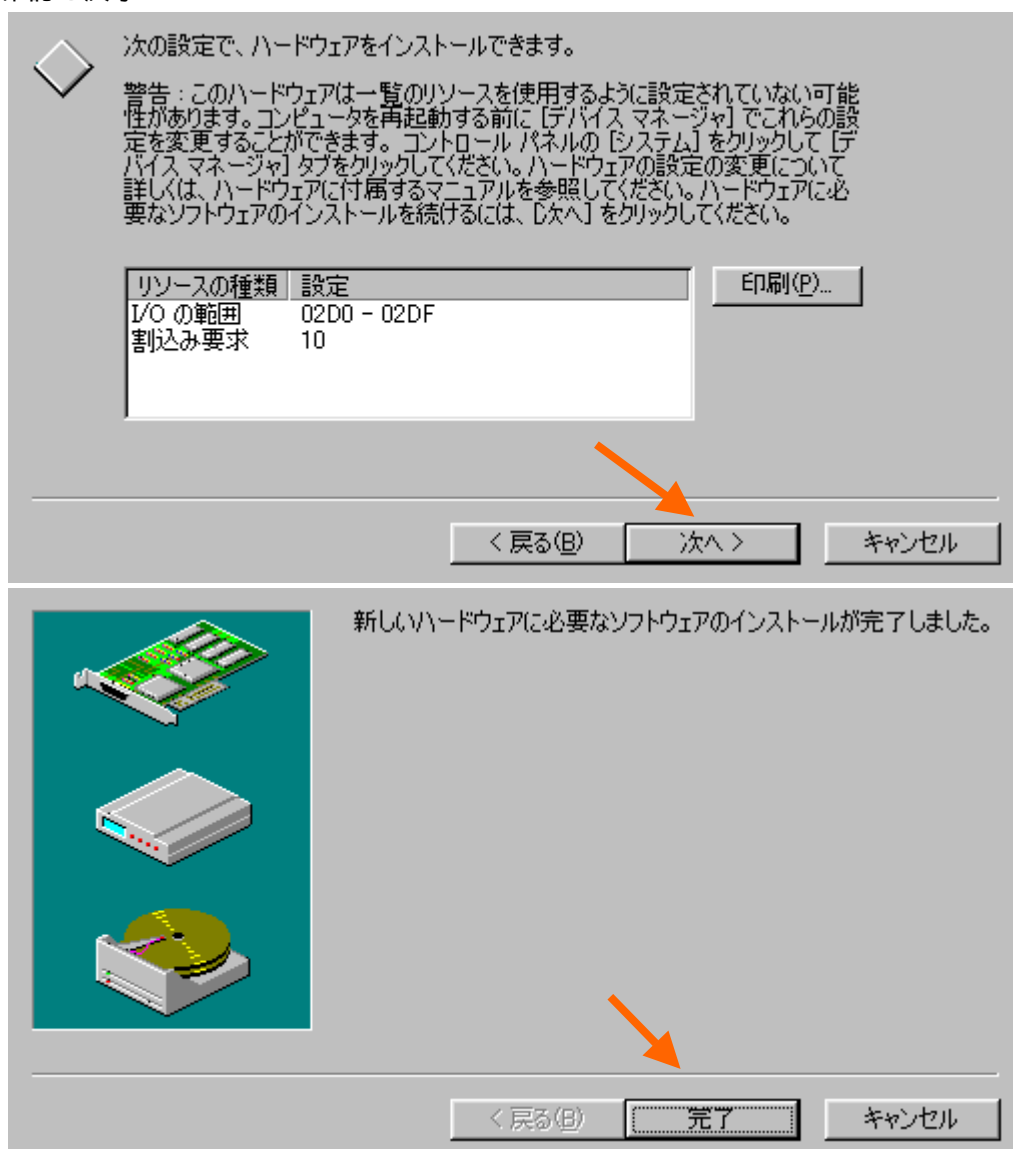 次の設定で、ハードウェアをインストールできます。
警告 : このハードウェアは一覧のリソースを使用するように設定されていない可能
性があります。コンピュータを再起動する前に [デバイス マネージャ] でこれらの設
定を変更することができます。 コントロール パネルの [システム] をクリックして [デ
バイス マネージャ] タブをクリックしてください。ハードウェアの設定の変更について
詳しくは、ハードウェアに付属するマニュアルを参照してください。ハードウェアに必
要なソフトウェアのインストールを続けるには、[次へ] をクリックしてください。
リソースの種類 設定
I/O の範囲 02D0 - 02DF
割込み要求 10
印刷(P)...
< 戻る(B) 次へ > キャンセル
新しいハードウェアに必要なソフトウェアのインストールが完了しました。
< 戻る(B) 完了 キャンセル